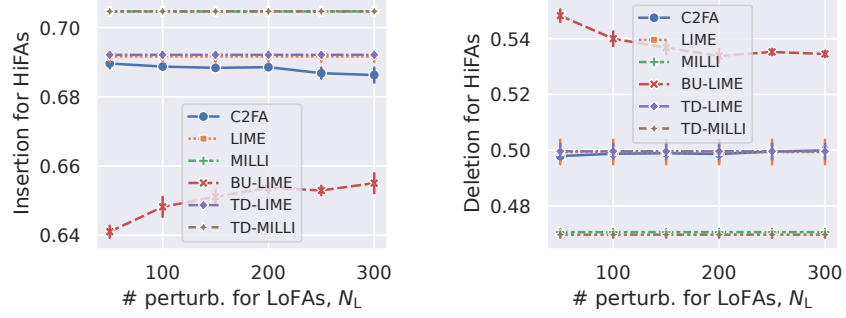 Insertion for HiFAs
0.70
0.68
0.66
0.64
C2FA
LIME
MILLI
BU-LIME
TD-LIME
TD-MILLI
100
200
300
# perturb. for LoFAs, N_L
Deletion for HiFAs
0.54
0.52
0.50
0.48
C2FA
LIME
MILLI
BU-LIME
TD-LIME
TD-MILLI
100
200
300
# perturb. for LoFAs, N_L